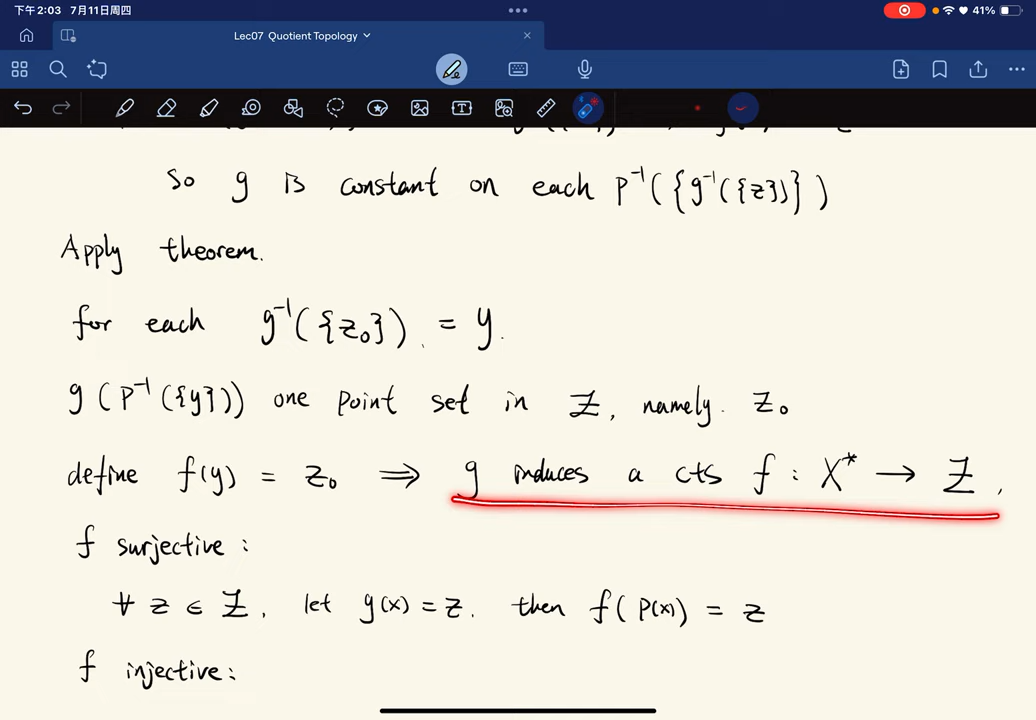 下午2:03 7月11日周四
41%
Lec07 Quotient Topology
So g is constant on each P⁻¹({g⁻¹({z})})
Apply theorem.
for each g⁻¹({z₀}) = y.
g(P⁻¹({y})) one point set in Z, namely. z₀
define f(y) = z₀ ⟹ g induces a cts f : X* → Z,
f surjective :
∀ z ∈ Z, let g(x) = z. then f(P(x)) = z
f injective :